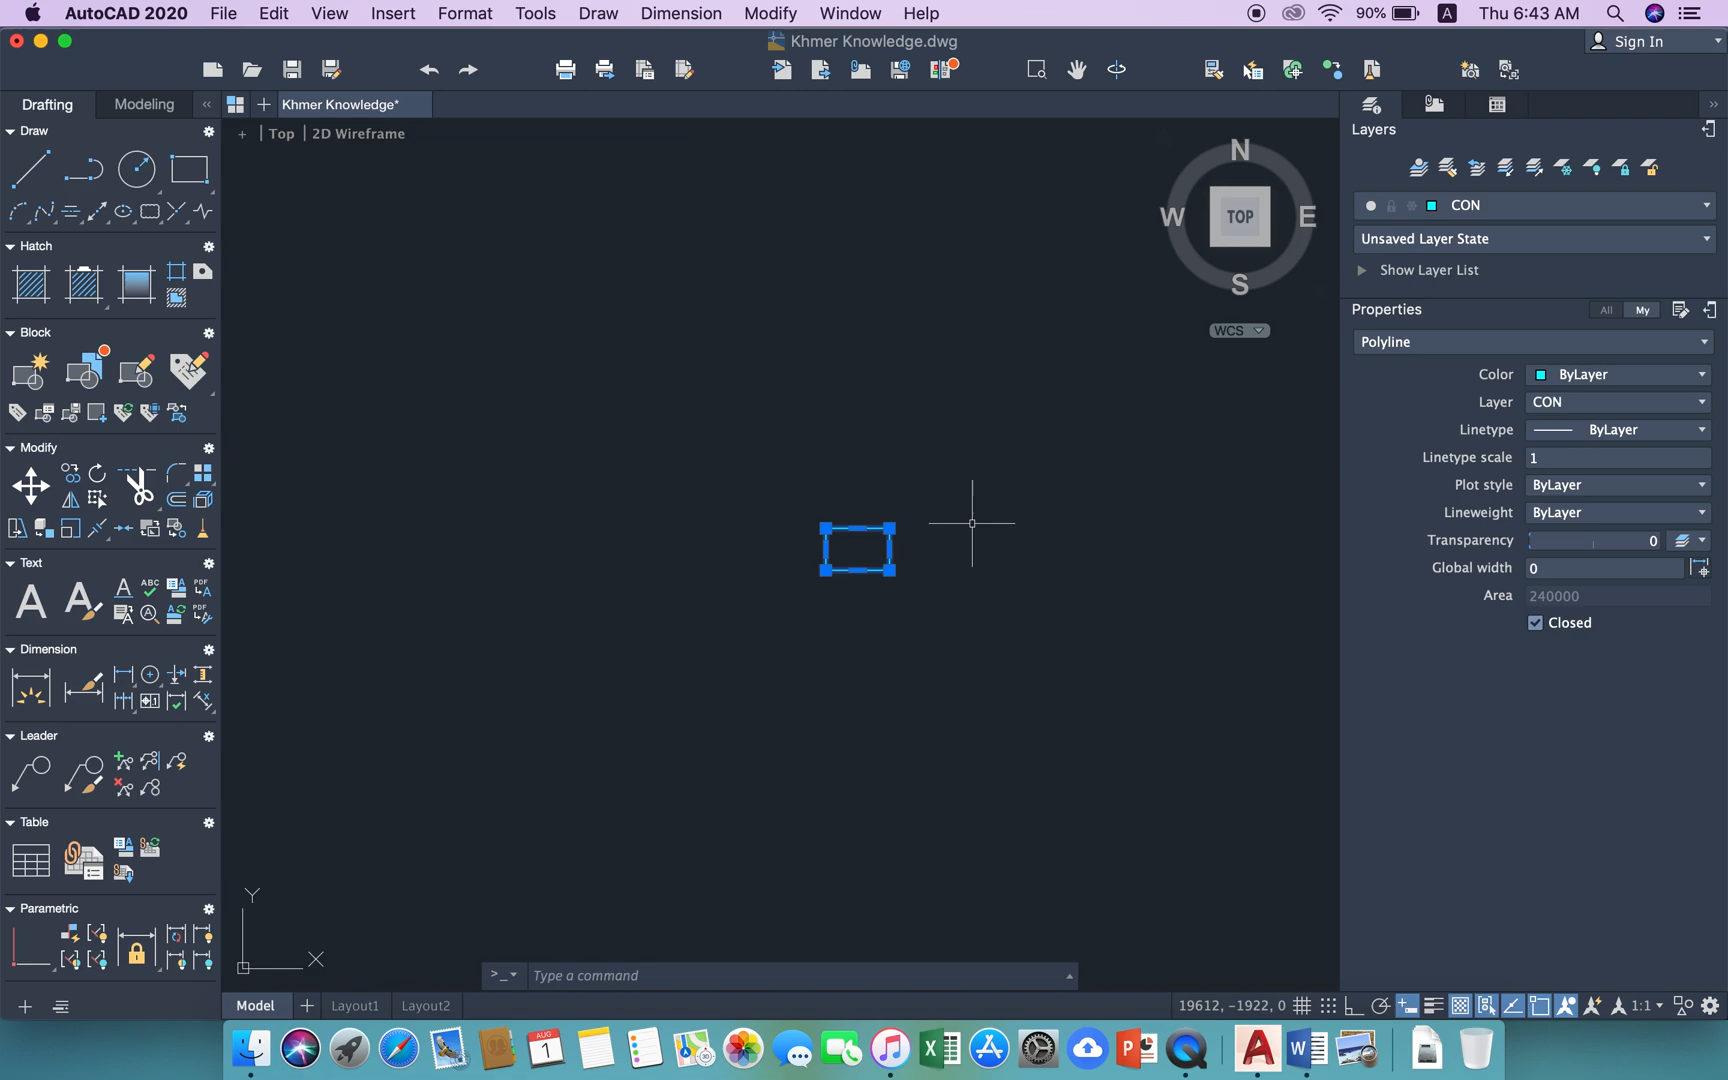 AutoCAD 2020 File Edit View Insert Format Tools Draw Dimension Modify Window Help 90% A Thu 6:43 AM
Khmer Knowledge.dwg
Sign In
Drafting Modeling
Khmer Knowledge*
+ | Top | 2D Wireframe
Draw
Hatch
Block
Modify
Text
Dimension
Leader
Table
Parametric
N
W TOP E
S
WCS
Y
X
>_ Type a command
Model Layout1 Layout2
19612, -1922, 0
1:1
Layers
CON
Unsaved Layer State
Show Layer List
Properties All My
Polyline
Color ByLayer
Layer CON
Linetype ByLayer
Linetype scale 1
Plot style ByLayer
Lineweight ByLayer
Transparency 0
Global width 0
Area 240000
Closed
AUG
1